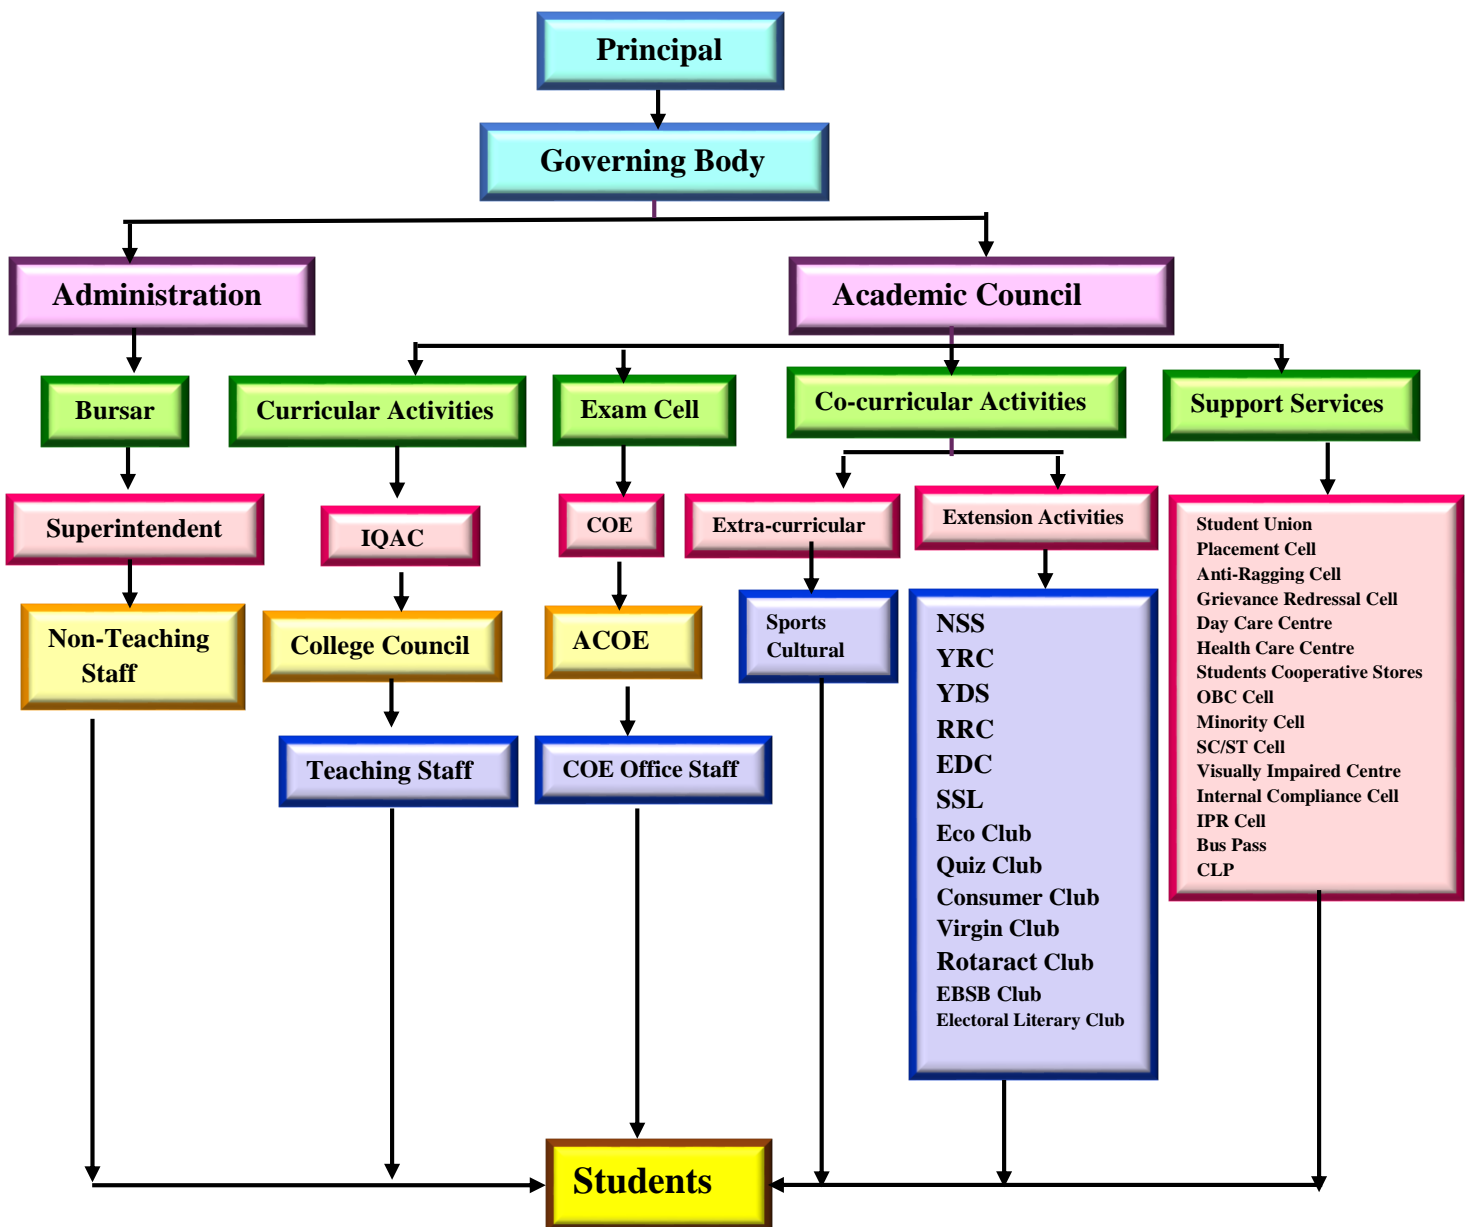 Principal
Governing Body
Administration
Academic Council
Bursar
Curricular Activities
Exam Cell
Co-curricular Activities
Support Services
Superintendent
IQAC
COE
Extra-curricular
Extension Activities
Student Union
Placement Cell
Anti-Ragging Cell
Grievance Redressal Cell
Day Care Centre
Health Care Centre
Students Cooperative Stores
OBC Cell
Minority Cell
SC/ST Cell
Visually Impaired Centre
Internal Compliance Cell
IPR Cell
Bus Pass
CLP
Non-Teaching
Staff
College Council
ACOE
Sports
Cultural
NSS
YRC
YDS
RRC
EDC
SSL
Eco Club
Quiz Club
Consumer Club
Virgin Club
Rotaract Club
EBSB Club
Electoral Literary Club
Teaching Staff
COE Office Staff
Students